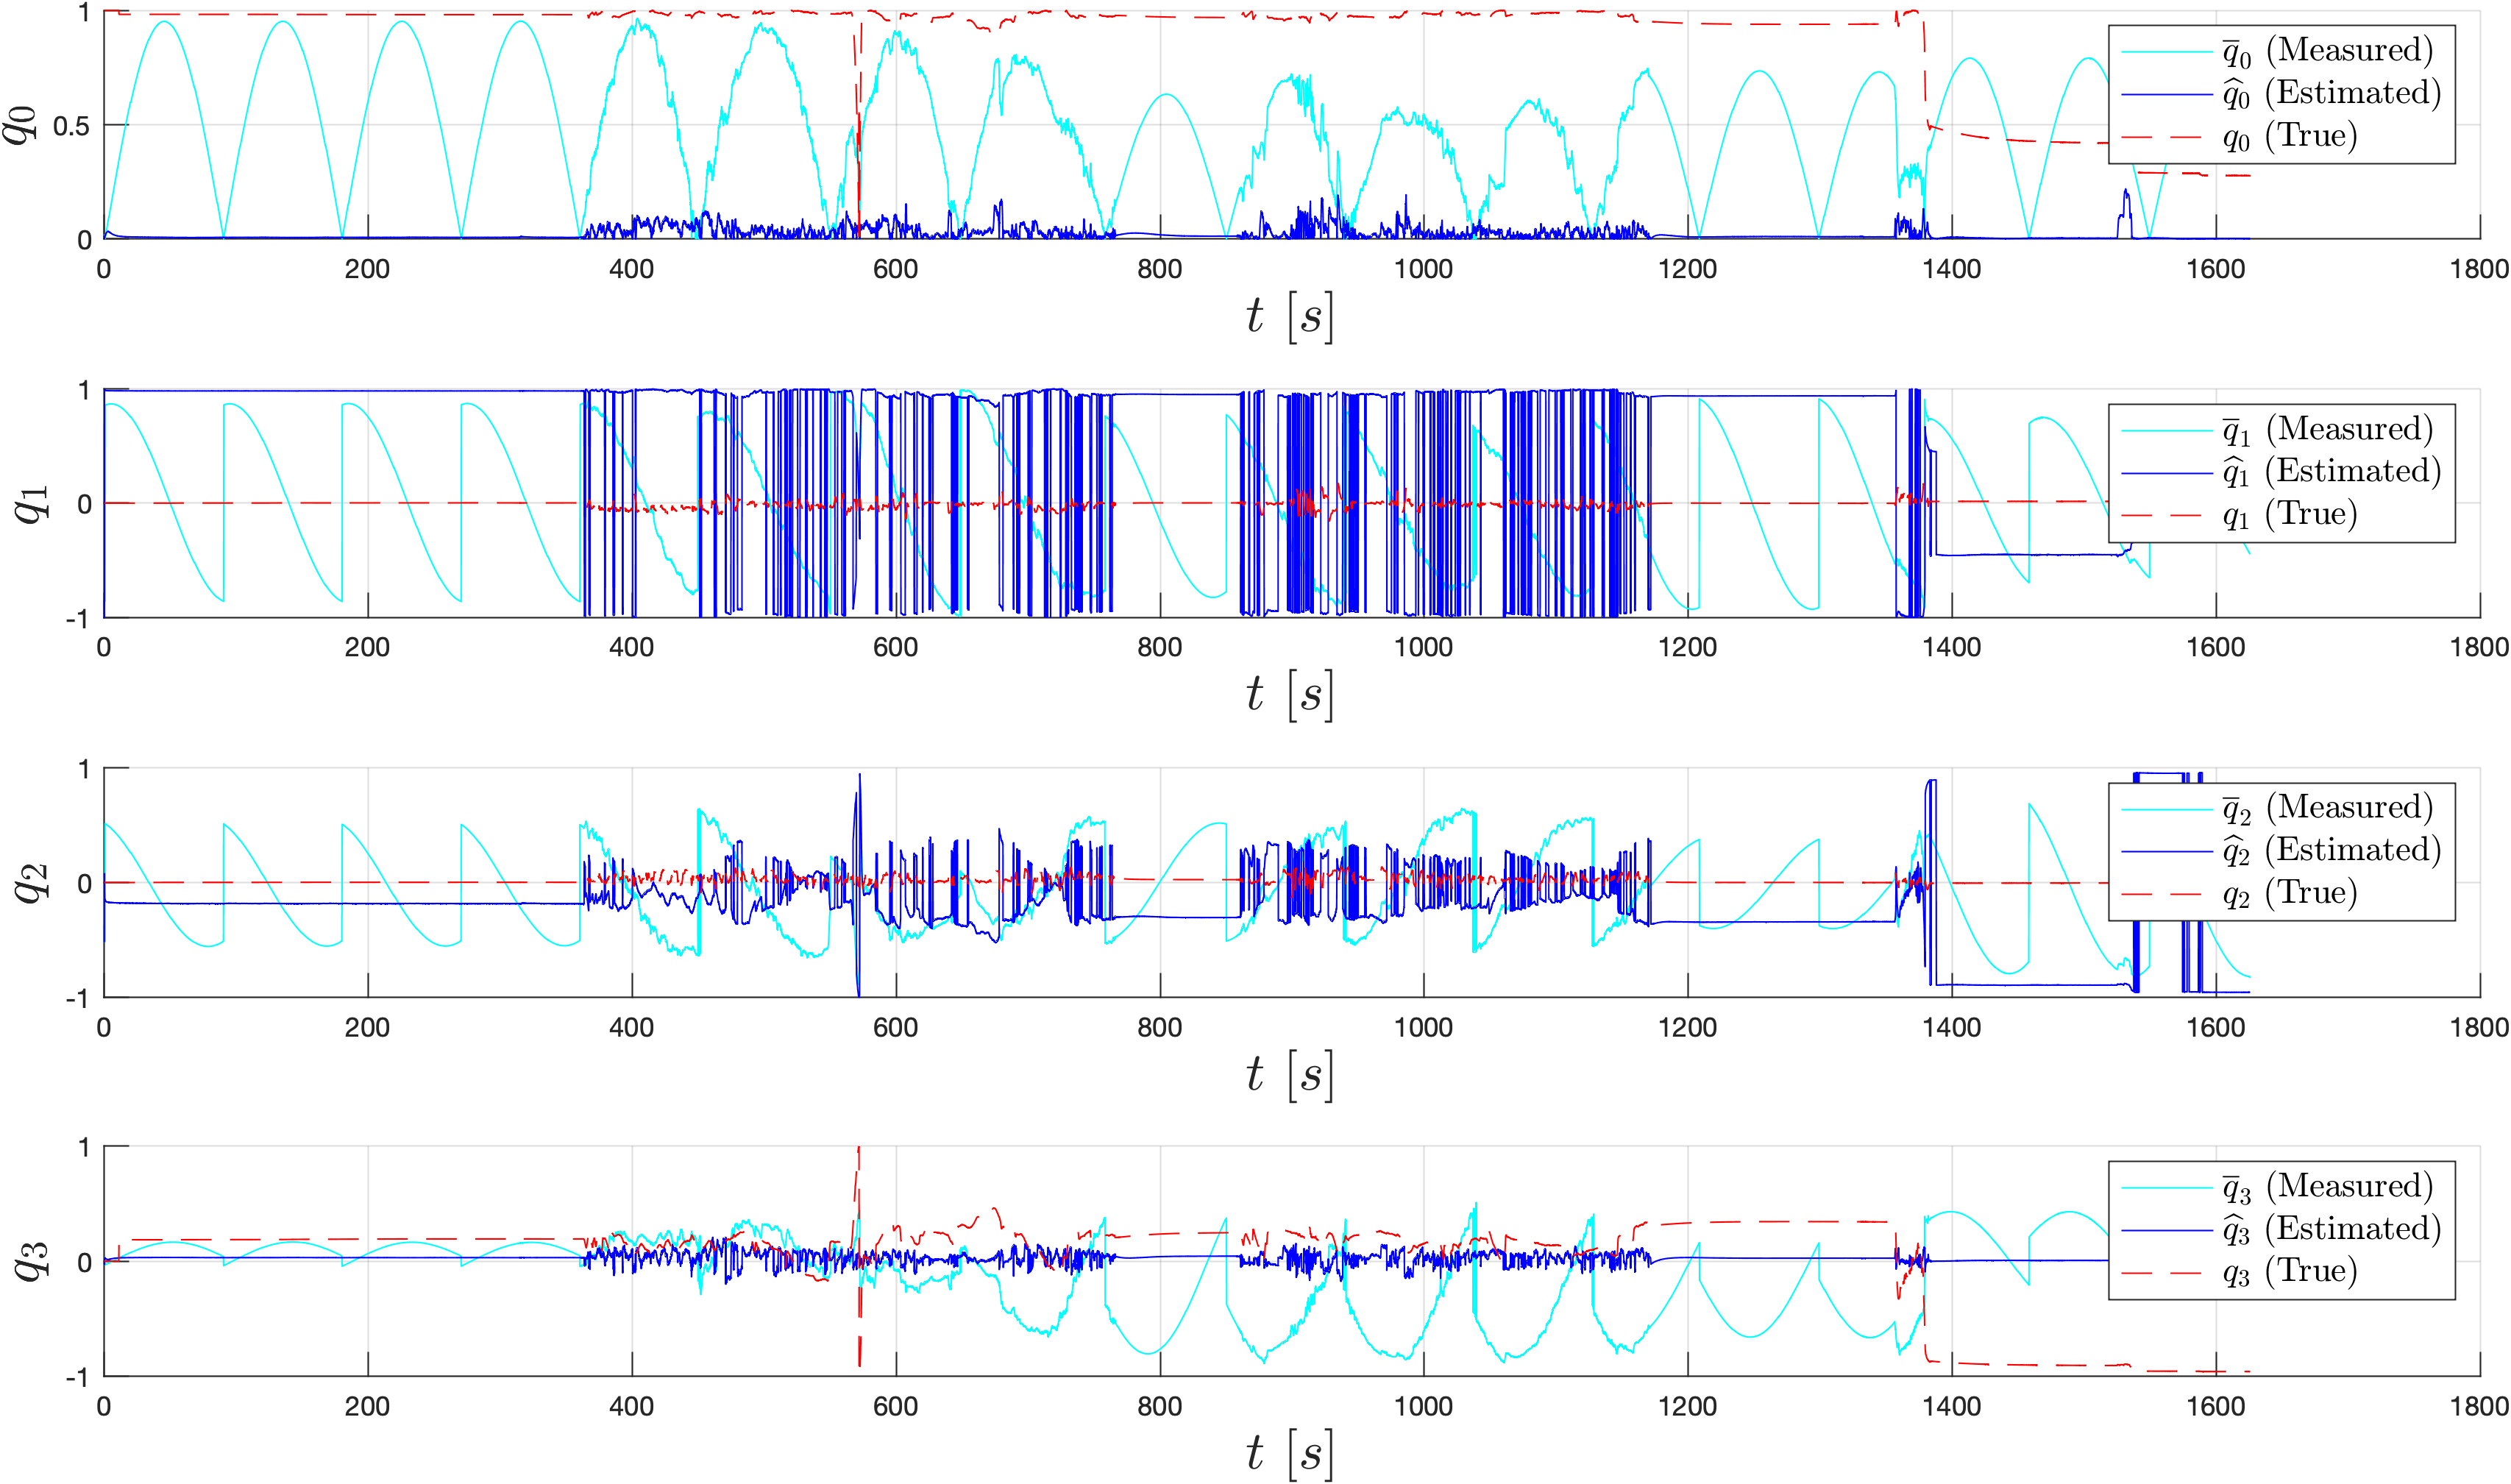 1
0.5
0
q0
q̅0 (Measured)
q̂0 (Estimated)
q0 (True)
0 200 400 600 800 1000 1200 1400 1600 1800
t [s]
1
0
-1
q1
q̅1 (Measured)
q̂1 (Estimated)
q1 (True)
0 200 400 600 800 1000 1200 1400 1600 1800
t [s]
1
0
-1
q2
q̅2 (Measured)
q̂2 (Estimated)
q2 (True)
0 200 400 600 800 1000 1200 1400 1600 1800
t [s]
1
0
-1
q3
q̅3 (Measured)
q̂3 (Estimated)
q3 (True)
0 200 400 600 800 1000 1200 1400 1600 1800
t [s]